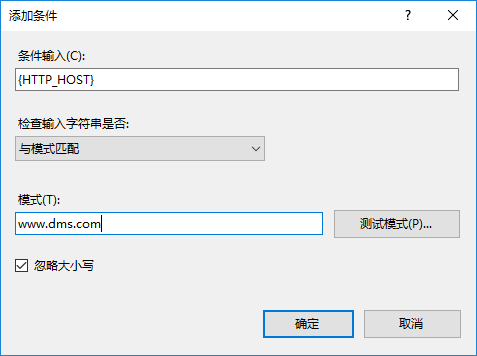 添加条件
条件输入(C):
{HTTP_HOST}
检查输入字符串是否:
与模式匹配
模式(T):
www.dms.com
测试模式(P)...
忽略大小写
确定
取消